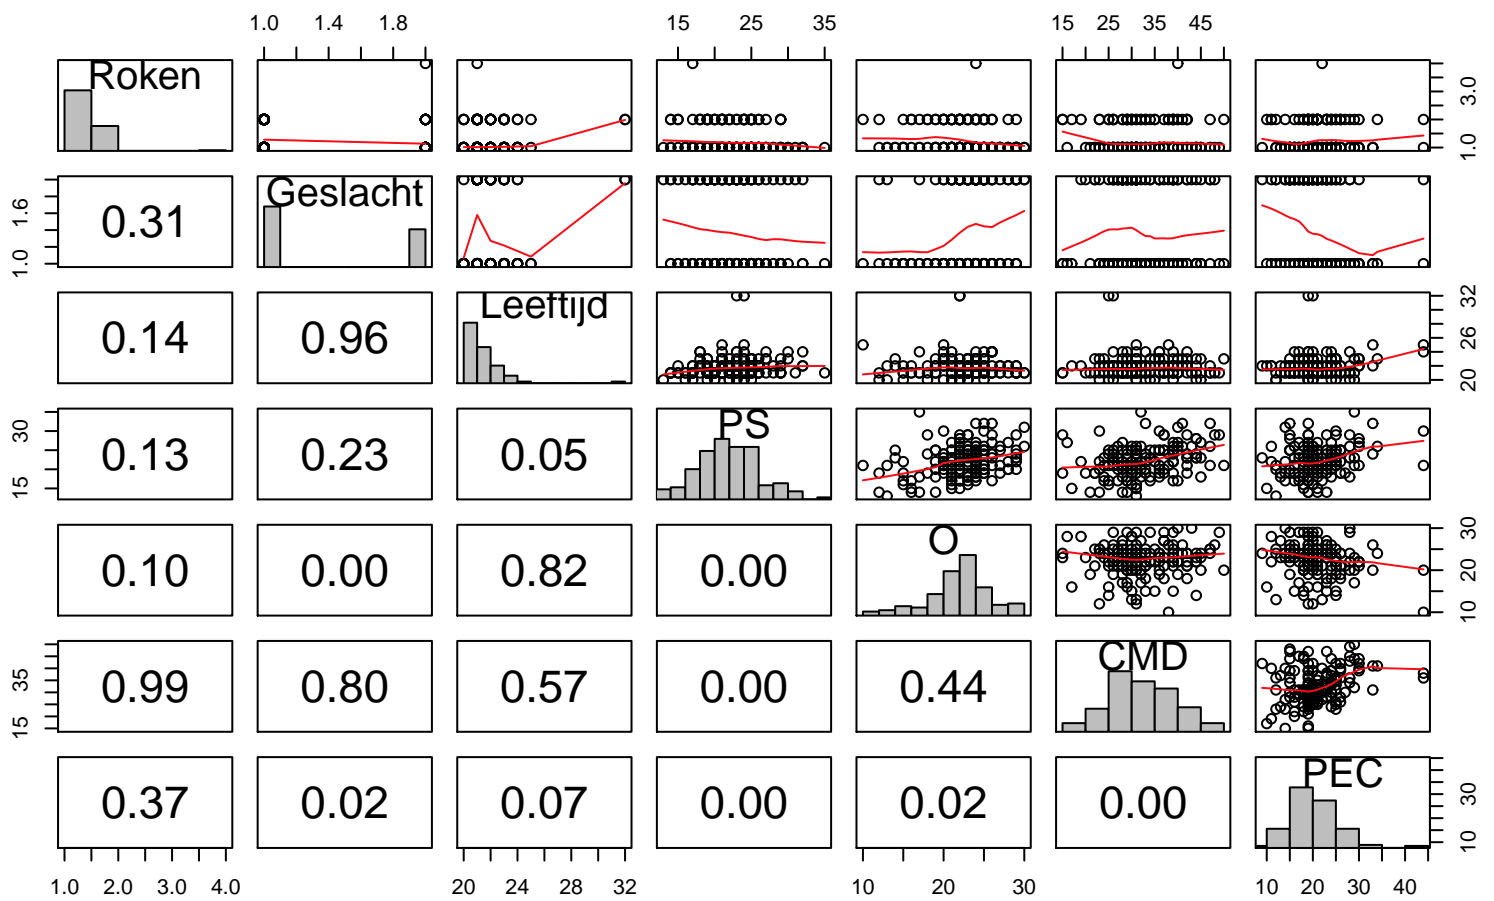 1.0 1.4 1.8 15 25 35 15 25 35 45
Roken 1.0 3.0
1.0 1.6 0.31 Geslacht
0.14 0.96 Leeftijd 20 26 32
15 30 0.13 0.23 0.05 PS
0.10 0.00 0.82 0.00 O 10 20 30
15 35 0.99 0.80 0.57 0.00 0.44 CMD
0.37 0.02 0.07 0.00 0.02 0.00 PEC 10 30
1.0 2.0 3.0 4.0 20 24 28 32 10 20 30 10 20 30 40